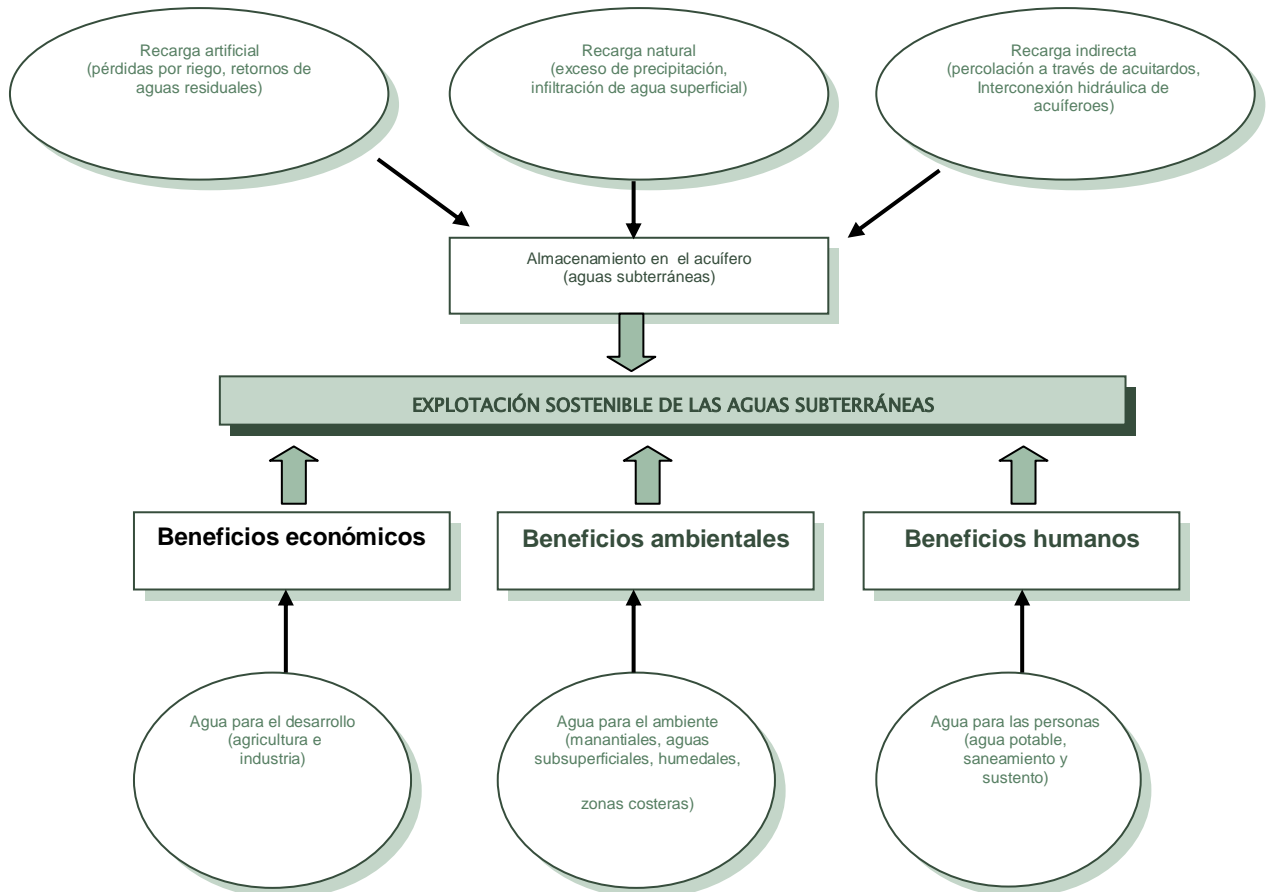 Recarga artificial
(pérdidas por riego, retornos de
aguas residuales)
Recarga natural
(exceso de precipitación,
infiltración de agua superficial)
Recarga indirecta
(percolación a través de acuitardos,
Interconexión hidráulica de
acuíferoes)
Almacenamiento en el acuífero
(aguas subterráneas)
EXPLOTACIÓN SOSTENIBLE DE LAS AGUAS SUBTERRÁNEAS
Beneficios económicos
Beneficios ambientales
Beneficios humanos
Agua para el desarrollo
(agricultura e
industria)
Agua para el ambiente
(manantiales, aguas
subsuperficiales, humedales,
zonas costeras)
Agua para las personas
(agua potable,
saneamiento y
sustento)